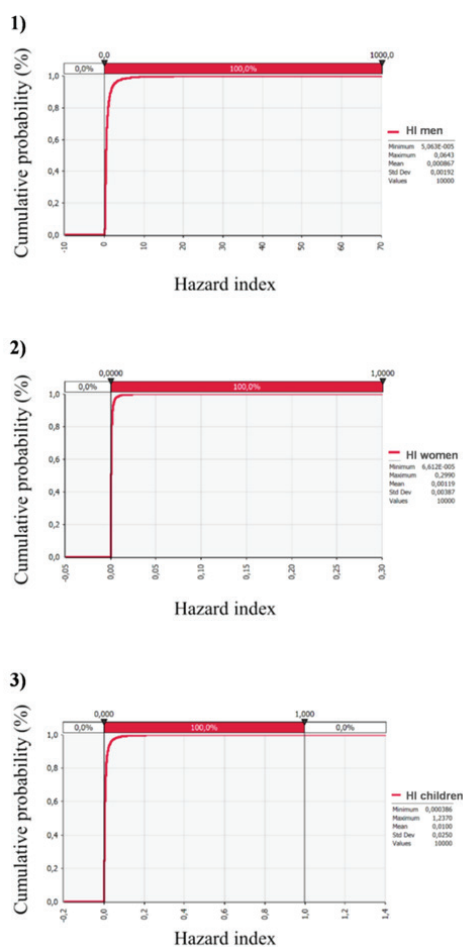 1)
0,0 1000,0
0,0% 100,0%
Cumulative probability (%)
1,0
0,8
0,6
0,4
0,2
0,0
-10 0 10 20 30 40 50 60 70
Hazard index
HI men
Minimum 5,063E-005
Maximum 0,0643
Mean 0,000867
Std Dev 0,00192
Values 10000
2)
0,0000 1,0000
0,0% 100,0%
Cumulative probability (%)
1,0
0,8
0,6
0,4
0,2
0,0
-0,05 0,00 0,05 0,10 0,15 0,20 0,25 0,30
Hazard index
HI women
Minimum 6,612E-005
Maximum 0,2990
Mean 0,00119
Std Dev 0,00387
Values 10000
3)
0,000 1,000
0,0% 100,0% 0,0%
Cumulative probability (%)
1,0
0,8
0,6
0,4
0,2
0,0
-0,2 0,0 0,2 0,4 0,6 0,8 1,0 1,2 1,4
Hazard index
HI children
Minimum 0,000386
Maximum 1,2370
Mean 0,0100
Std Dev 0,0250
Values 10000